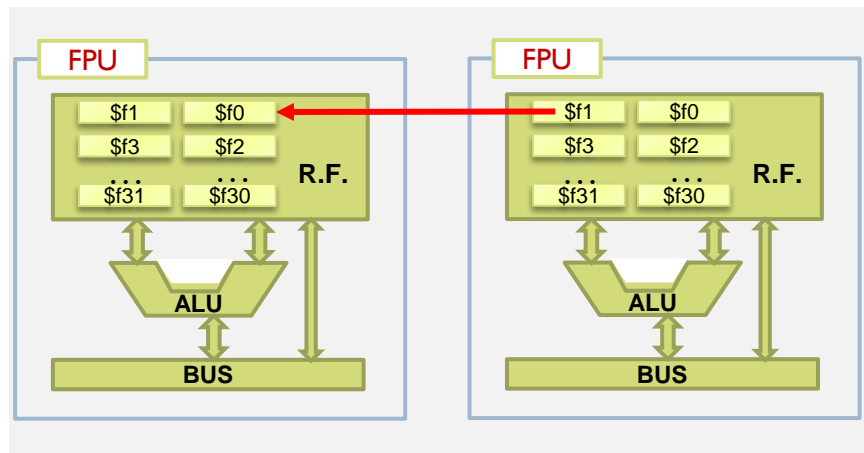 FPU
$f1 $f0
$f3 $f2
R.F.
... ...
$f31 $f30
ALU
BUS
FPU
$f1 $f0
$f3 $f2
R.F.
... ...
$f31 $f30
ALU
BUS